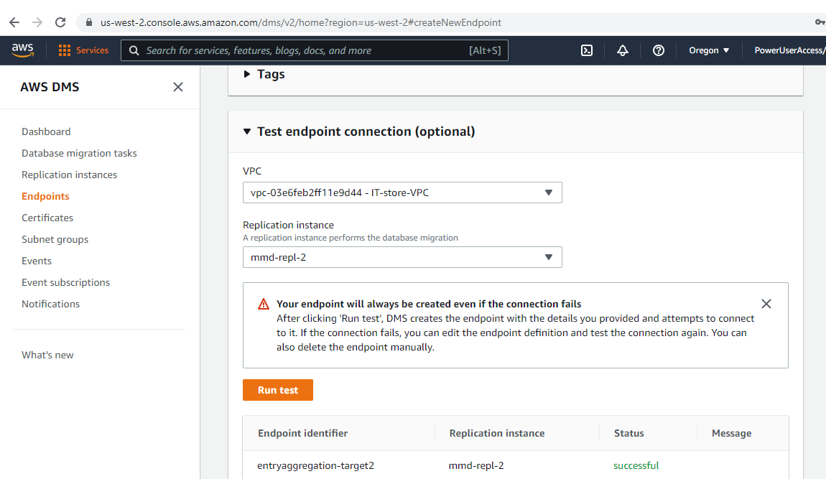 us-west-2.console.aws.amazon.com/dms/v2/home?region=us-west-2#createNewEndpoint
aws
Services
Search for services, features, blogs, docs, and more
[Alt+S]
Oregon
PowerUserAccess/
AWS DMS
Dashboard
Database migration tasks
Replication instances
Endpoints
Certificates
Subnet groups
Events
Event subscriptions
Notifications
What's new
Tags
Test endpoint connection (optional)
VPC
vpc-03e6feb2ff11e9d44 - IT-store-VPC
Replication instance
A replication instance performs the database migration
mmd-repl-2
Your endpoint will always be created even if the connection fails
After clicking 'Run test', DMS creates the endpoint with the details you provided and attempts to connect
to it. If the connection fails, you can edit the endpoint definition and test the connection again. You can
also delete the endpoint manually.
Run test
Endpoint identifier Replication instance Status Message
entryaggregation-target2 mmd-repl-2 successful